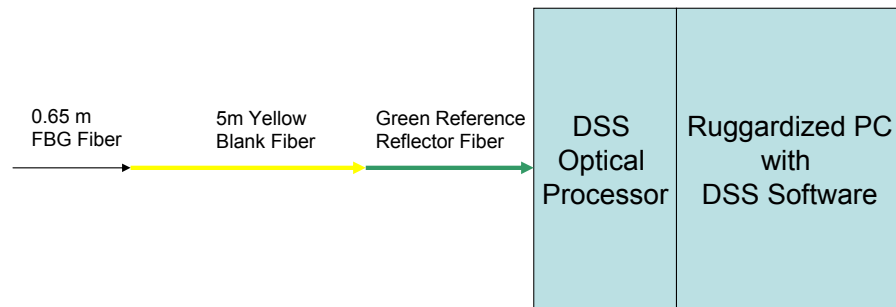 0.65 m
FBG Fiber
5m Yellow
Blank Fiber
Green Reference
Reflector Fiber
DSS
Optical
Processor
Ruggardized PC
with
DSS Software